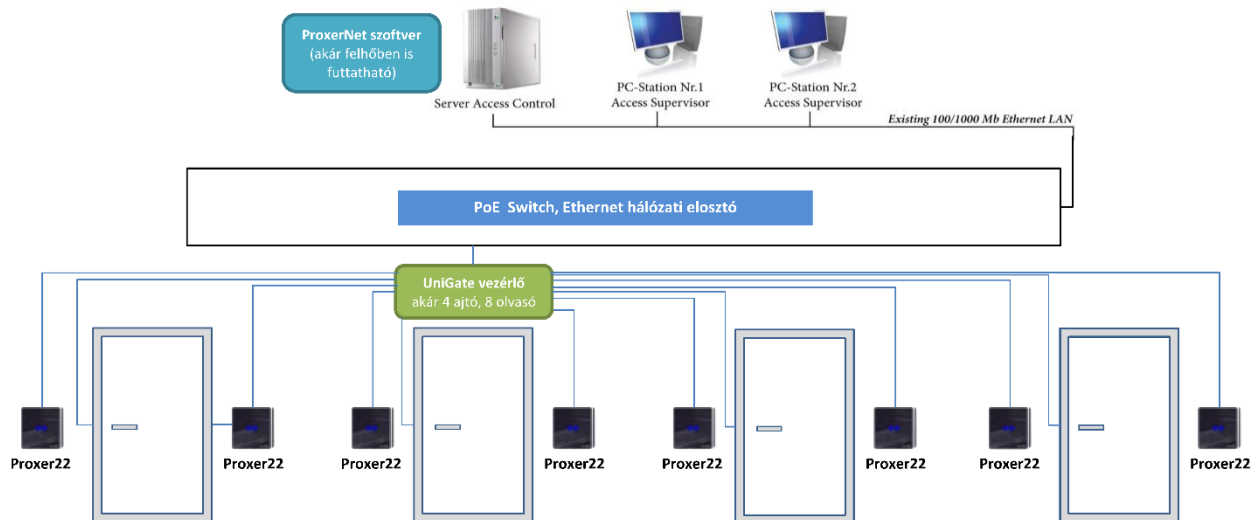 ProxerNet szoftver
(akár felhőben is
futtatható)
Server Access Control
PC-Station Nr.1
Access Supervisor
PC-Station Nr.2
Access Supervisor
Existing 100/1000 Mb Ethernet LAN
PoE Switch, Ethernet hálózati elosztó
UniGate vezérlő
akár 4 ajtó, 8 olvasó
Proxer22
Proxer22
Proxer22
Proxer22
Proxer22
Proxer22
Proxer22
Proxer22